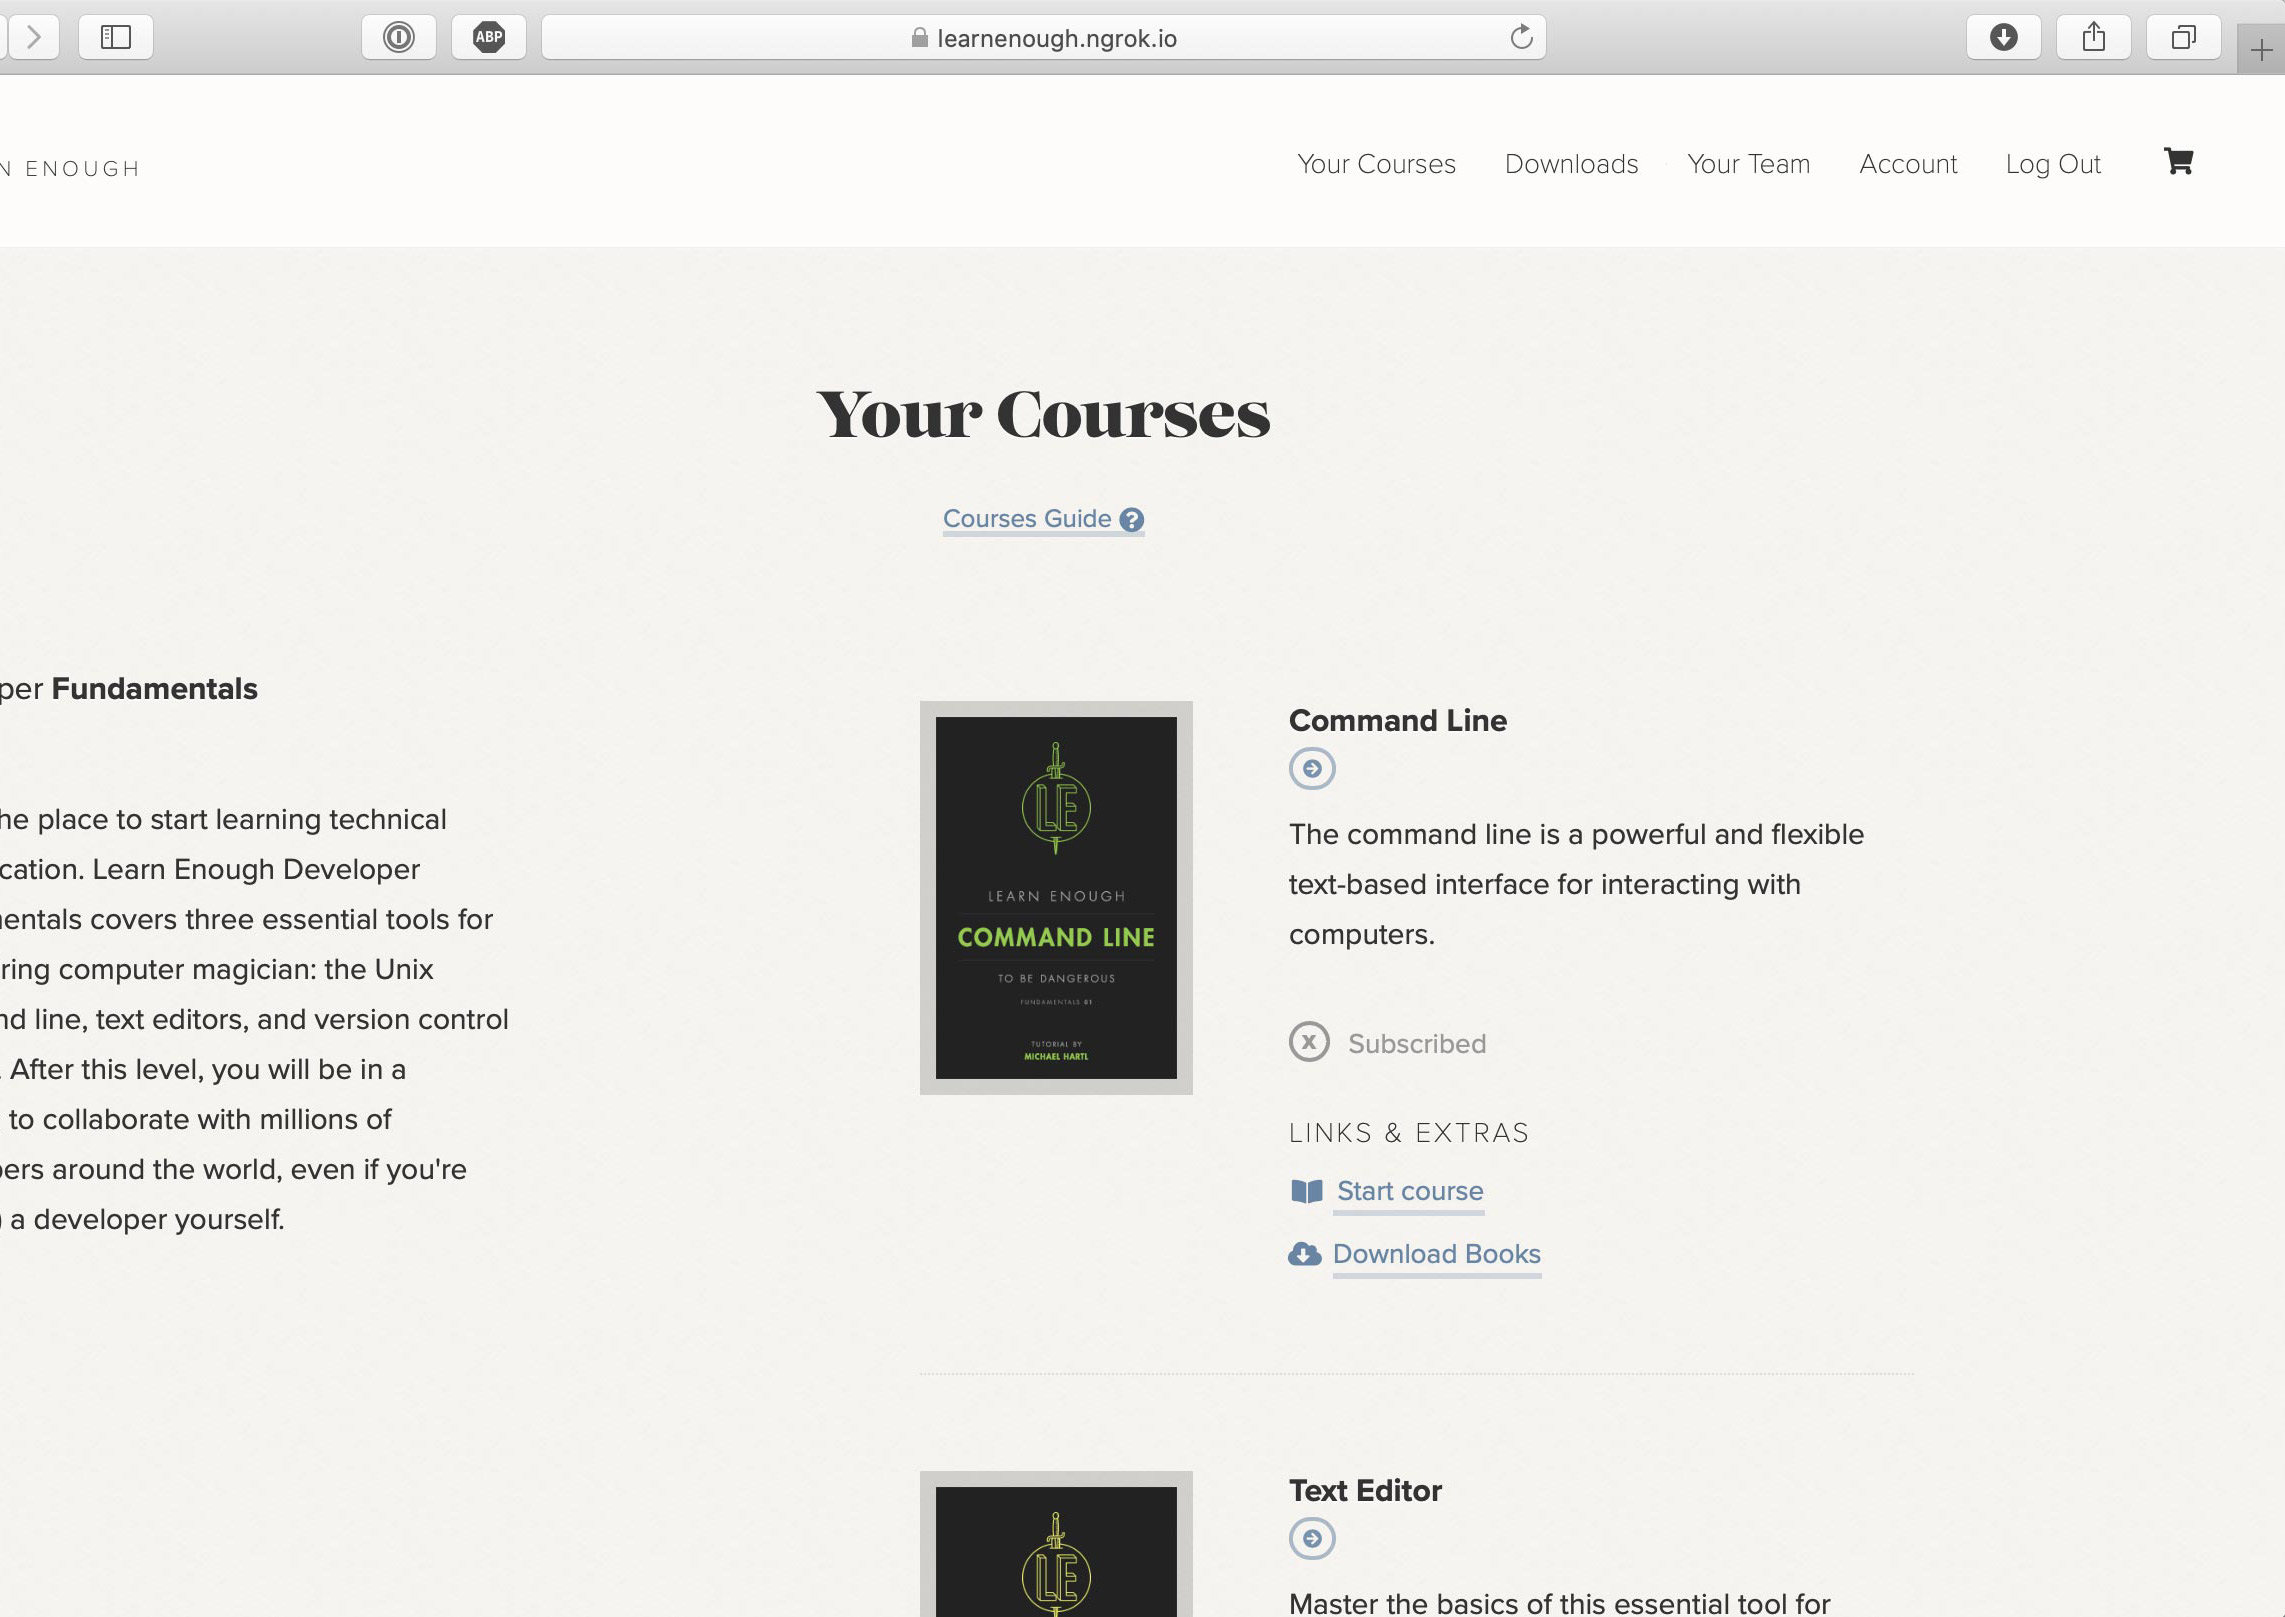 ABP
learnenough.ngrok.io
N ENOUGH
Your Courses
Downloads
Your Team
Account
Log Out
Your Courses
Courses Guide ?
per Fundamentals
he place to start learning technical
cation. Learn Enough Developer
entals covers three essential tools for
ring computer magician: the Unix
nd line, text editors, and version control
. After this level, you will be in a
to collaborate with millions of
pers around the world, even if you're
) a developer yourself.
LE
LEARN ENOUGH
COMMAND LINE
TO BE DANGEROUS
FUNDAMENTALS 01
TUTORIAL BY
MICHAEL HARTL
Command Line
The command line is a powerful and flexible
text-based interface for interacting with
computers.
x Subscribed
LINKS & EXTRAS
Start course
Download Books
LE
Text Editor
Master the basics of this essential tool for